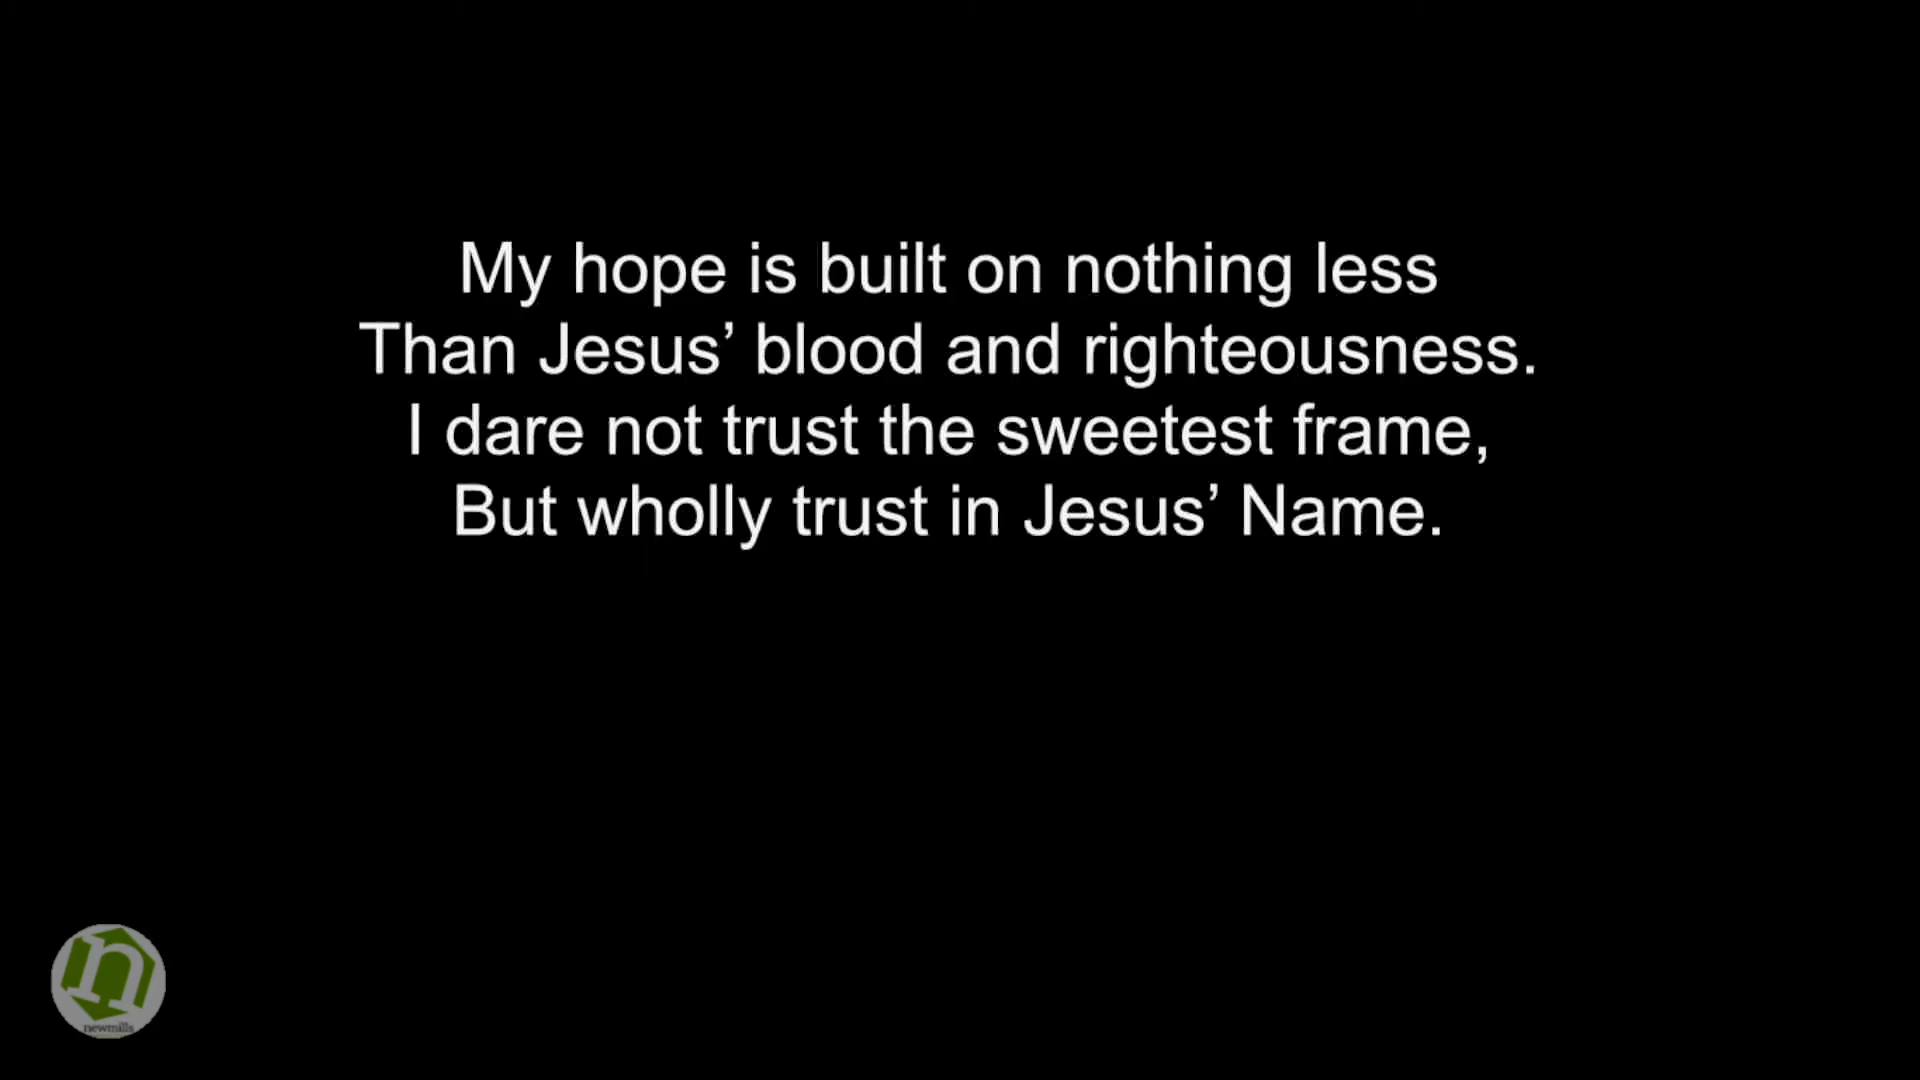 My hope is built on nothing less
Than Jesus’ blood and righteousness.
I dare not trust the sweetest frame,
But wholly trust in Jesus’ Name.
n
newmills